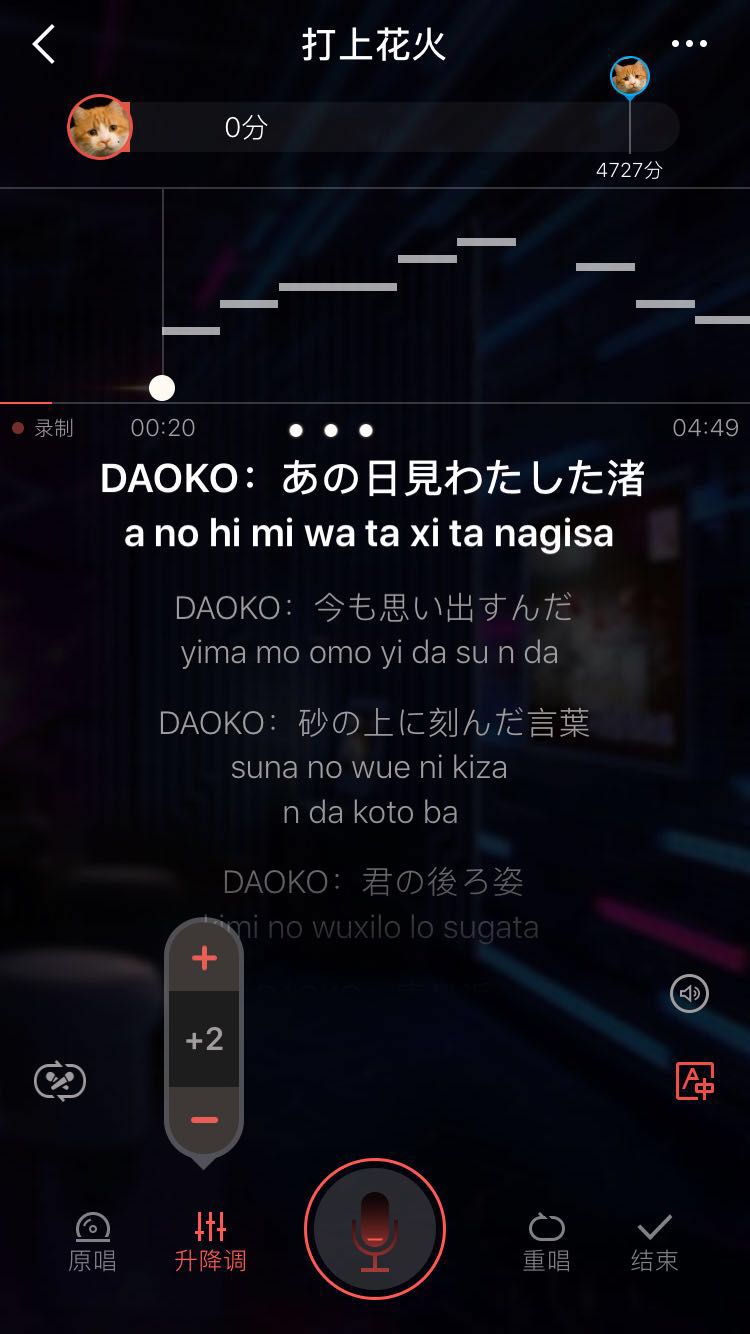 打上花火
0分
4727分
录制 00:20 04:49
DAOKO：あの日見わたした渚
a no hi mi wa ta xi ta nagisa
DAOKO：今も思い出すんだ
yima mo omo yi da su n da
DAOKO：砂の上に刻んだ言葉
suna no wue ni kiza
n da koto ba
DAOKO：君の後ろ姿
kimi no wuxilo lo sugata
+
+2
−
原唱 升降调 重唱 结束